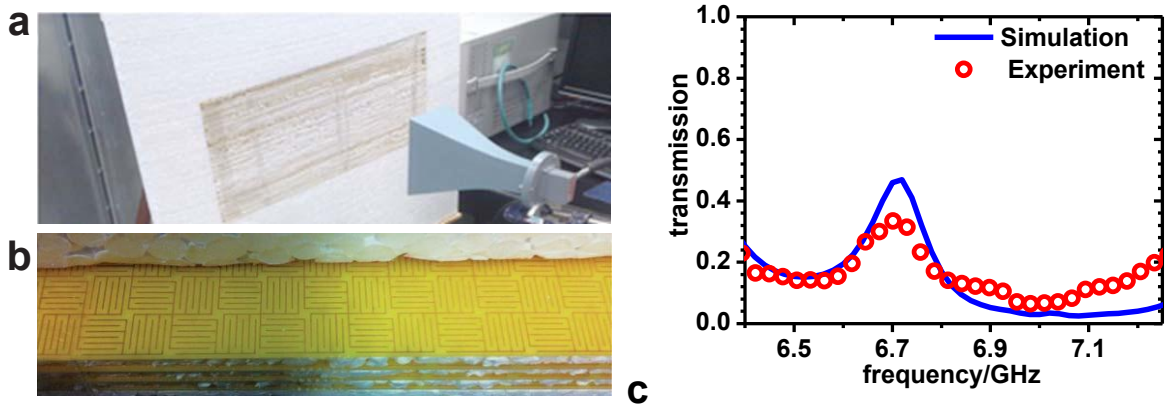 a
b
c
transmission
1.0
0.8
0.6
0.4
0.2
0.0
Simulation
Experiment
6.5 6.7 6.9 7.1
frequency/GHz